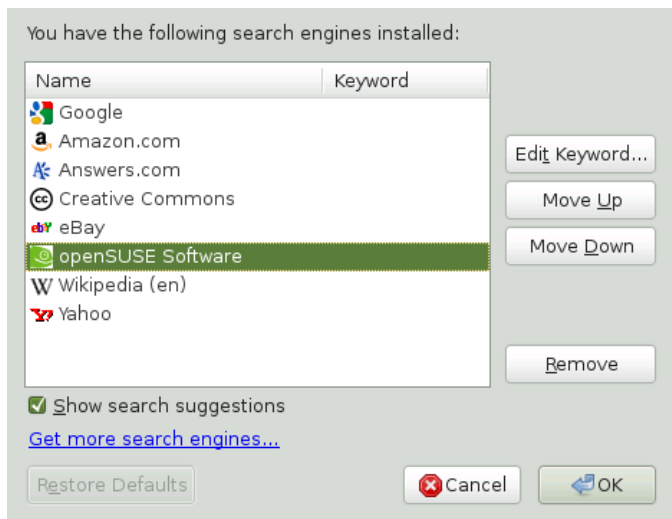 You have the following search engines installed:
Name Keyword
Google
Amazon.com
Answers.com
Creative Commons
eBay
openSUSE Software
Wikipedia (en)
Yahoo
Edit Keyword...
Move Up
Move Down
Remove
Show search suggestions
Get more search engines...
Restore Defaults Cancel OK